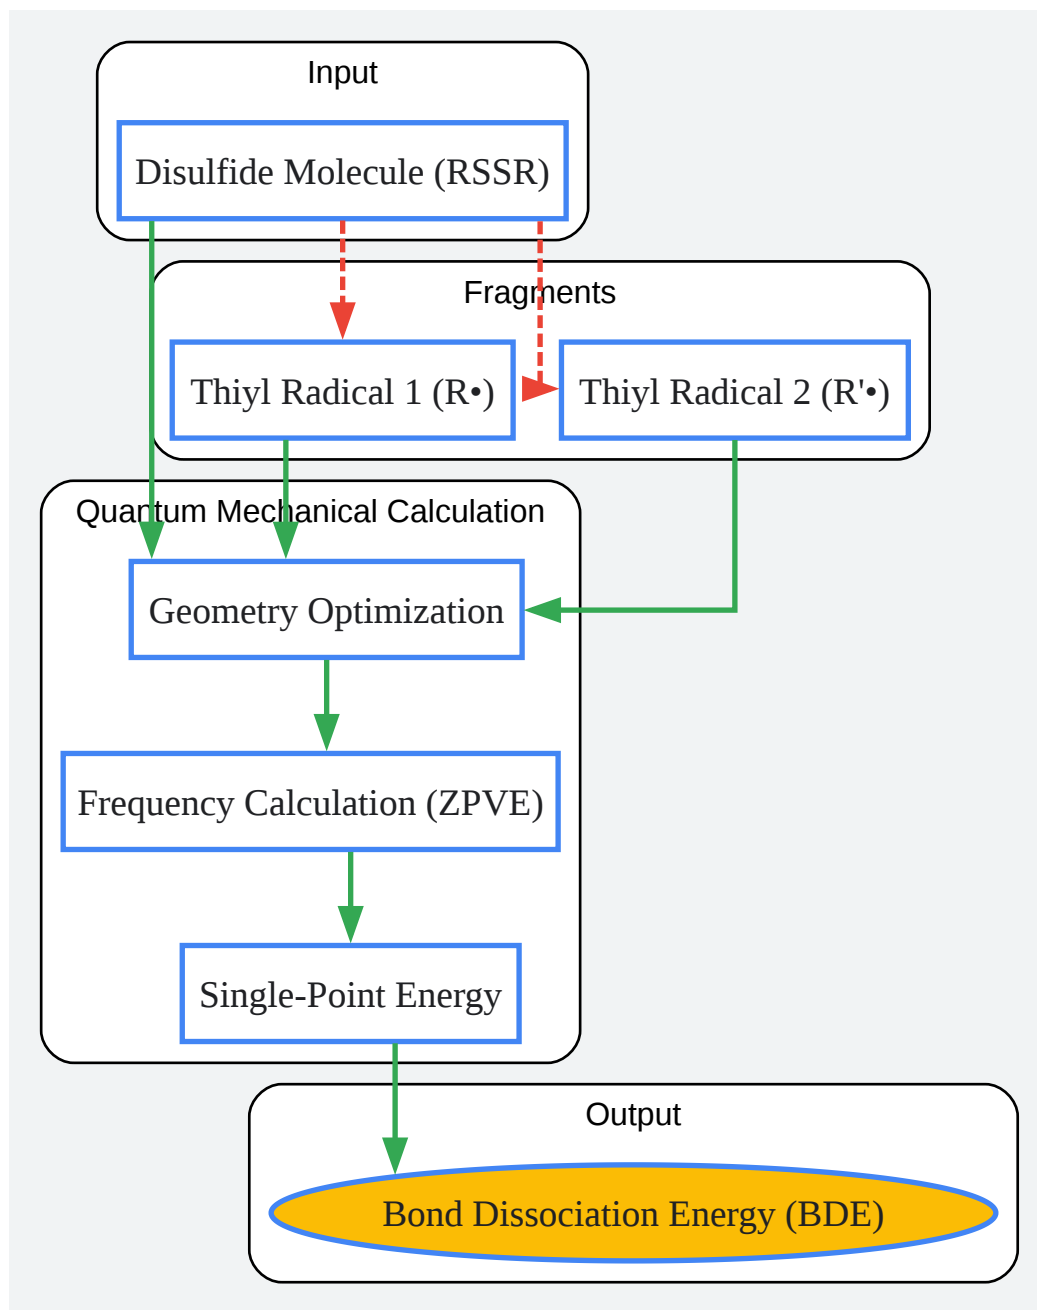 Input
Disulfide Molecule (RSSR)
Fragments
Thiyl Radical 1 (R•)
Thiyl Radical 2 (R'•)
Quantum Mechanical Calculation
Geometry Optimization
Frequency Calculation (ZPVE)
Single-Point Energy
Output
Bond Dissociation Energy (BDE)